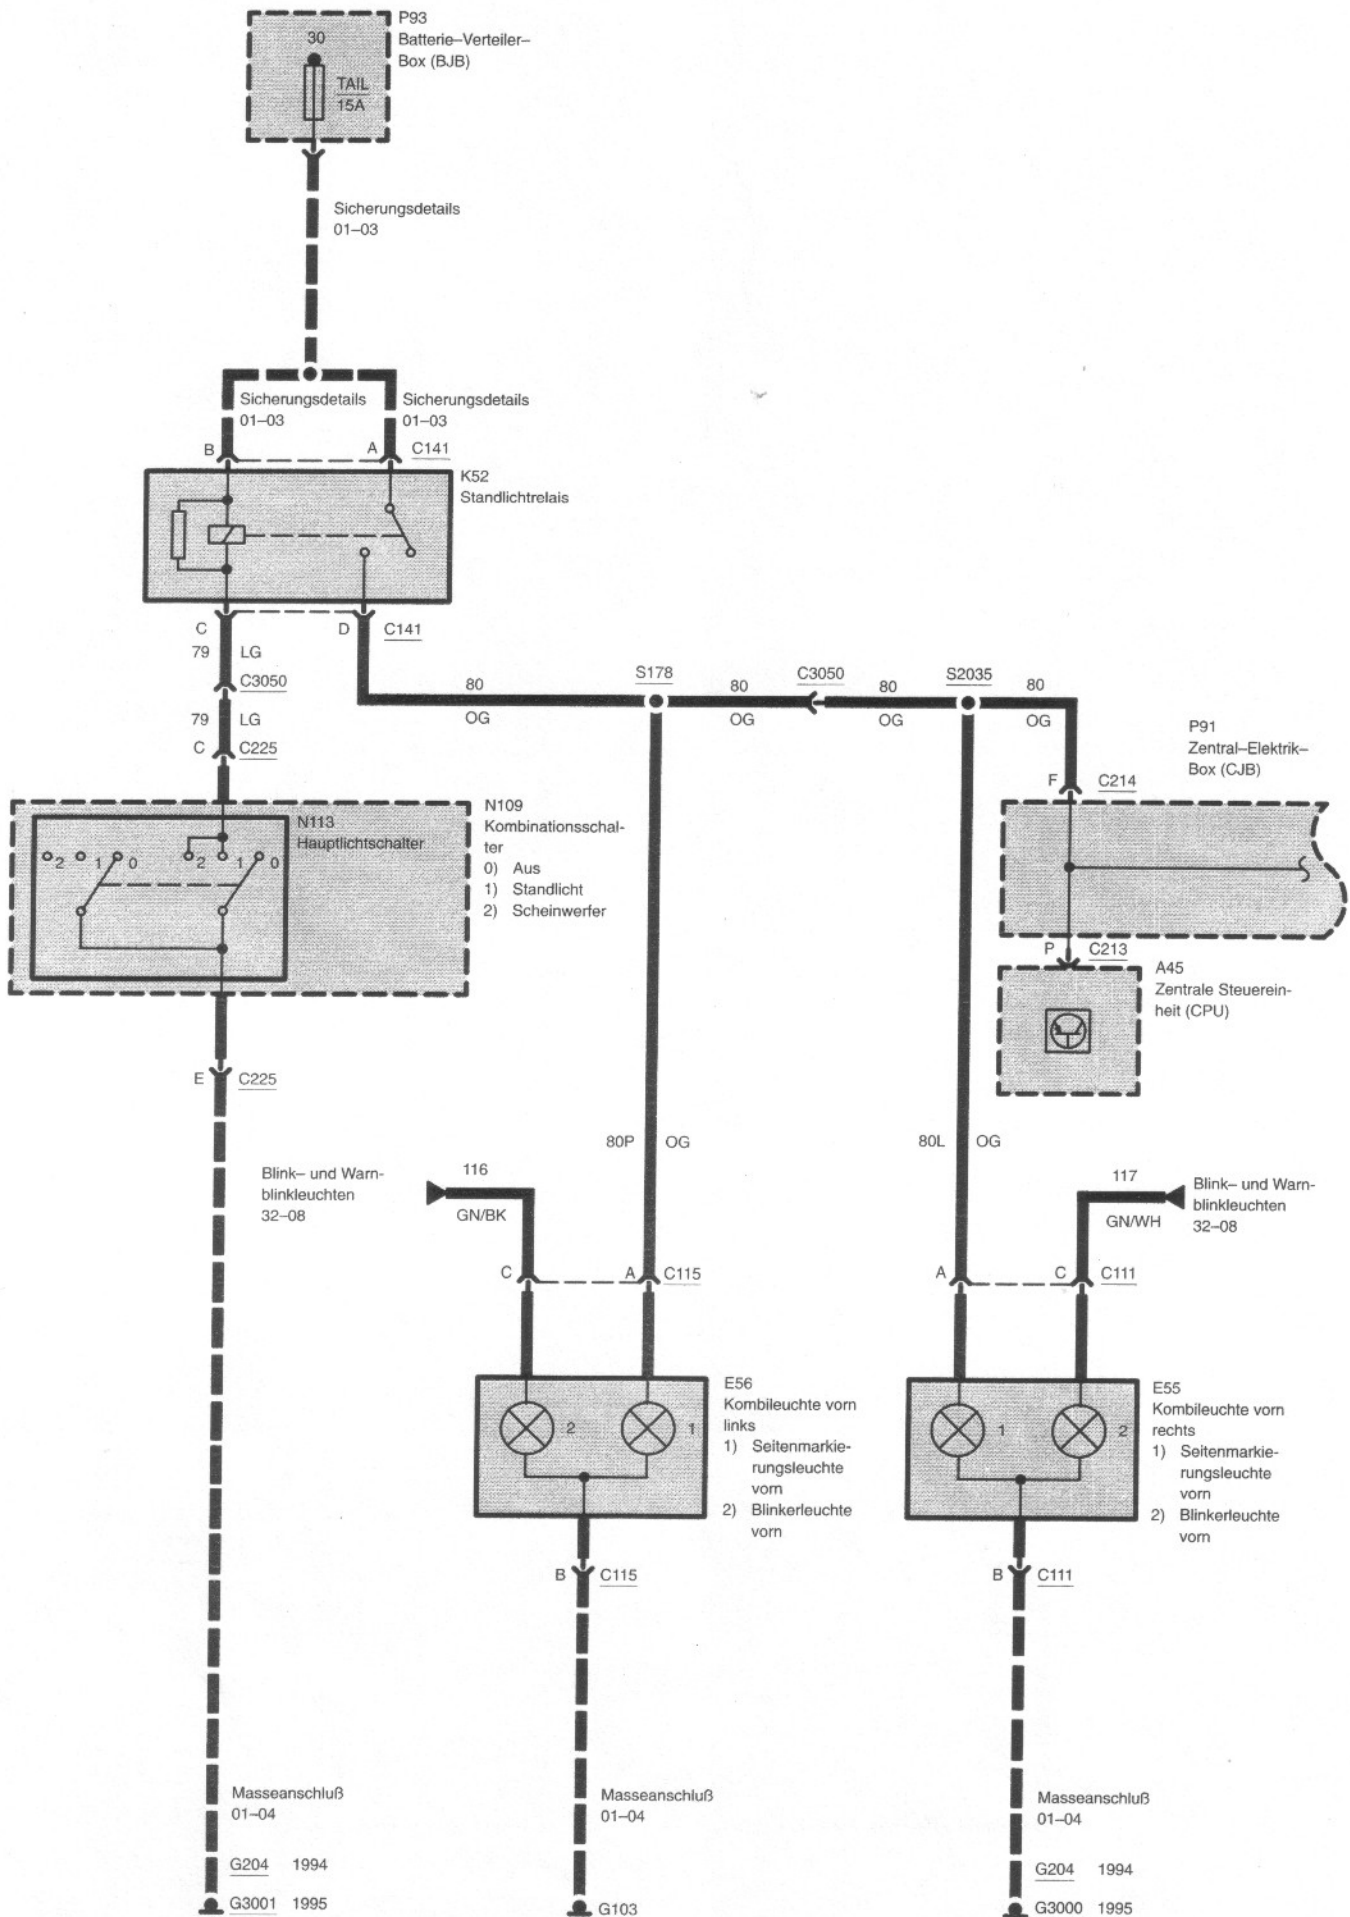 P93
30
Batterie–Verteiler–
Box (BJB)
TAIL
15A
Sicherungsdetails
01–03
Sicherungsdetails
01–03
Sicherungsdetails
01–03
B
A
C141
K52
Standlichtrelais
C
D
C141
79
LG
C3050
79
LG
C
C225
80
OG
S178
80
OG
C3050
80
OG
S2035
80
OG
P91
Zentral–Elektrik–
Box (CJB)
F
C214
N109
Kombinationsschal-
ter
0) Aus
1) Standlicht
2) Scheinwerfer
N113
Hauptlichtschalter
2 1 0 2 1 0
P
C213
A45
Zentrale Steuerein-
heit (CPU)
E
C225
80P
OG
80L
OG
Blink– und Warn-
blinkleuchten
32–08
116
GN/BK
117
GN/WH
Blink– und Warn-
blinkleuchten
32–08
C
A
C115
A
C
C111
2
1
E56
Kombileuchte vorn
links
1) Seitenmarkie-
rungsleuchte
vorn
2) Blinkerleuchte
vorn
1
2
E55
Kombileuchte vorn
rechts
1) Seitenmarkie-
rungsleuchte
vorn
2) Blinkerleuchte
vorn
B
C115
B
C111
Masseanschluß
01–04
G204 1994
G3001 1995
Masseanschluß
01–04
G103
Masseanschluß
01–04
G204 1994
G3000 1995